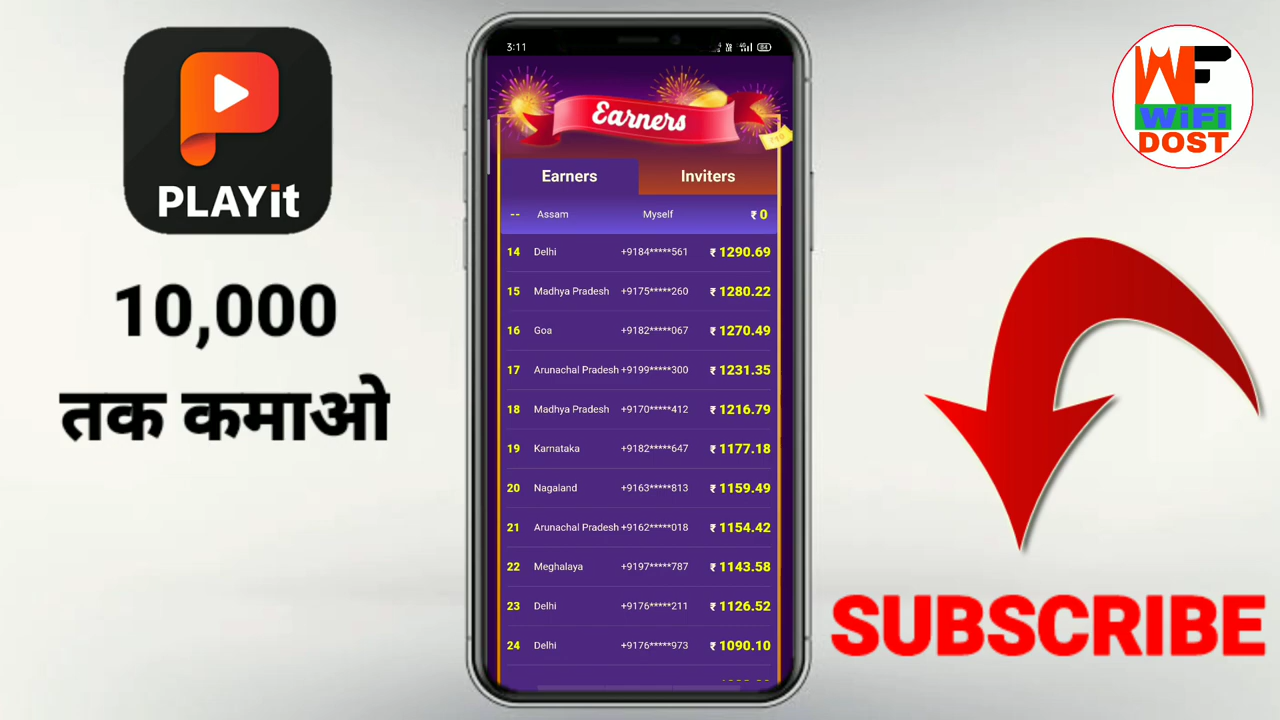 PLAYit
10,000
तक कमाओ
3:11
84
Earners
₹10
Earners Inviters
-- Assam Myself ₹ 0
14 Delhi +9184*****561 ₹ 1290.69
15 Madhya Pradesh +9175*****260 ₹ 1280.22
16 Goa +9182*****067 ₹ 1270.49
17 Arunachal Pradesh +9199*****300 ₹ 1231.35
18 Madhya Pradesh +9170*****412 ₹ 1216.79
19 Karnataka +9182*****647 ₹ 1177.18
20 Nagaland +9163*****813 ₹ 1159.49
21 Arunachal Pradesh +9162*****018 ₹ 1154.42
22 Meghalaya +9197*****787 ₹ 1143.58
23 Delhi +9176*****211 ₹ 1126.52
24 Delhi +9176*****973 ₹ 1090.10
WF
WiFi
DOST
SUBSCRIBE